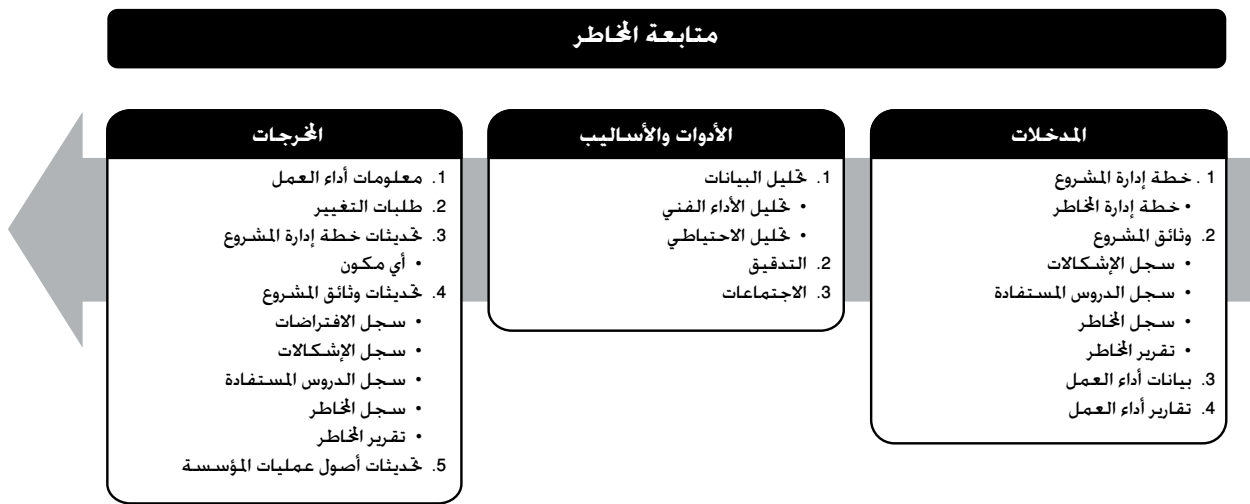 متابعة المخاطر
المدخلات
1. خطة إدارة المشروع
• خطة إدارة المخاطر
2. وثائق المشروع
• سجل الإشكالات
• سجل الدروس المستفادة
• سجل المخاطر
• تقرير المخاطر
3. بيانات أداء العمل
4. تقارير أداء العمل
الأدوات والأساليب
1. تحليل البيانات
• تحليل الأداء الفني
• تحليل الاحتياطي
2. التدقيق
3. الاجتماعات
المخرجات
1. معلومات أداء العمل
2. طلبات التغيير
3. تحديثات خطة إدارة المشروع
• أي مكون
4. تحديثات وثائق المشروع
• سجل الافتراضات
• سجل الإشكالات
• سجل الدروس المستفادة
• سجل المخاطر
• تقرير المخاطر
5. تحديثات أصول عمليات المؤسسة